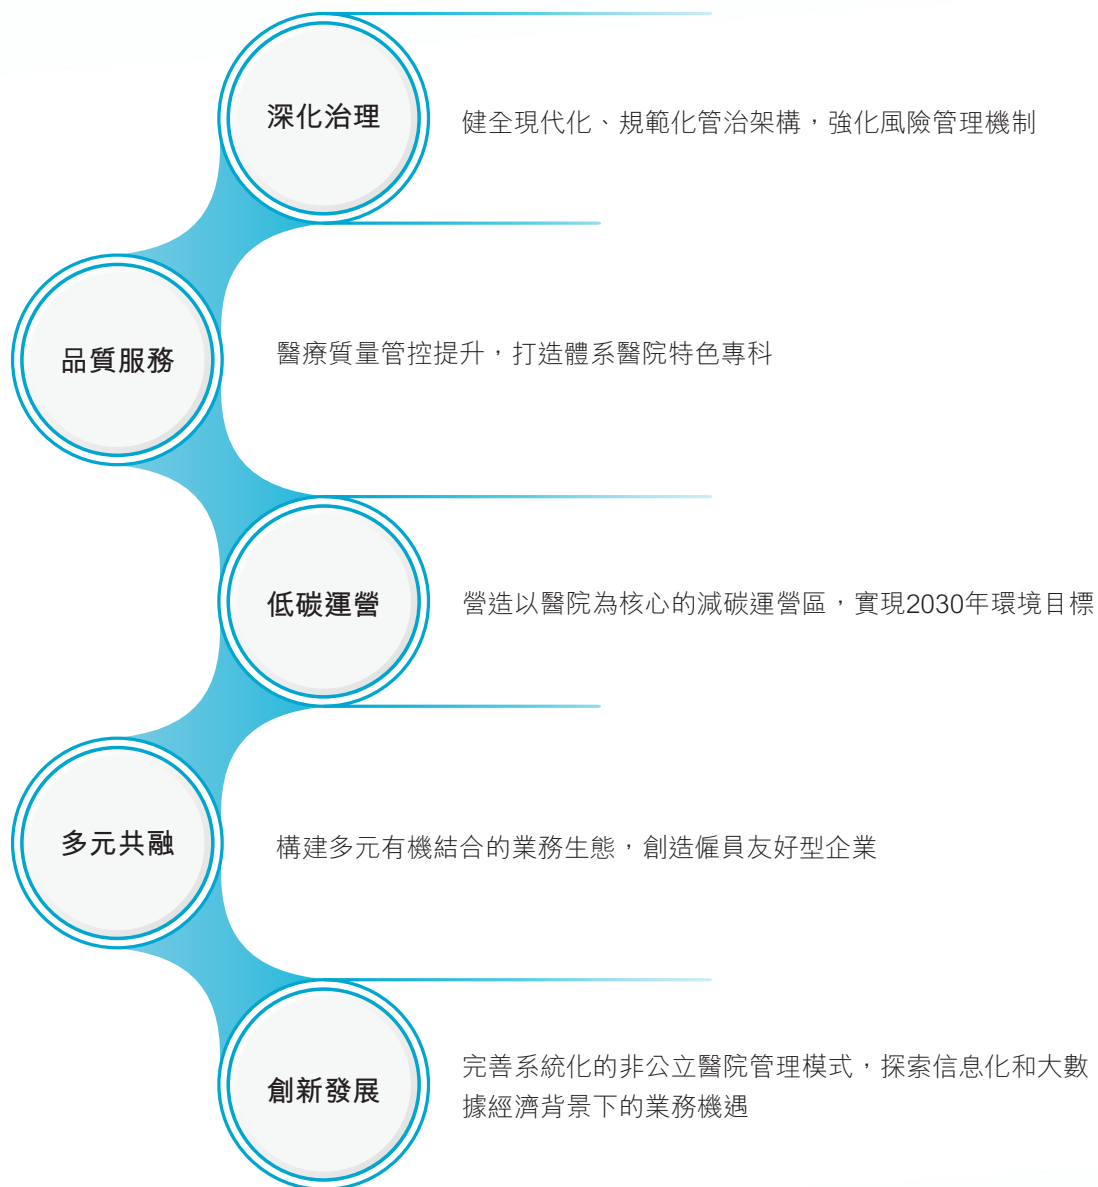 深化治理
健全現代化、規範化管治架構，強化風險管理機制
品質服務
醫療質量管控提升，打造體系醫院特色專科
低碳運營
營造以醫院為核心的減碳運營區，實現2030年環境目標
多元共融
構建多元有機結合的業務生態，創造僱員友好型企業
創新發展
完善系統化的非公立醫院管理模式，探索信息化和大數
據經濟背景下的業務機遇